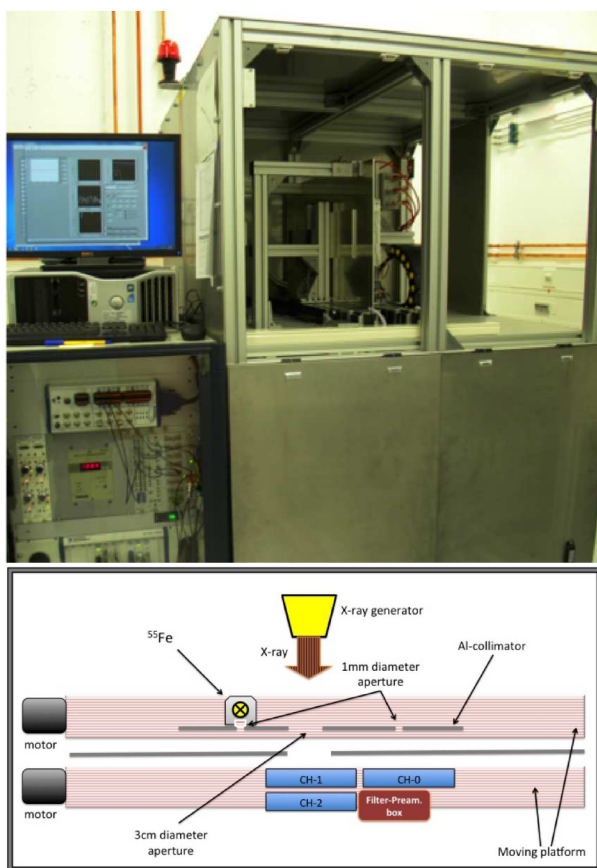 X-ray generator
⁵⁵Fe
X-ray
1mm diameter
aperture
Al-collimator
motor
CH-1
CH-0
CH-2
Filter-Pream.
box
motor
3cm diameter
aperture
Moving platform